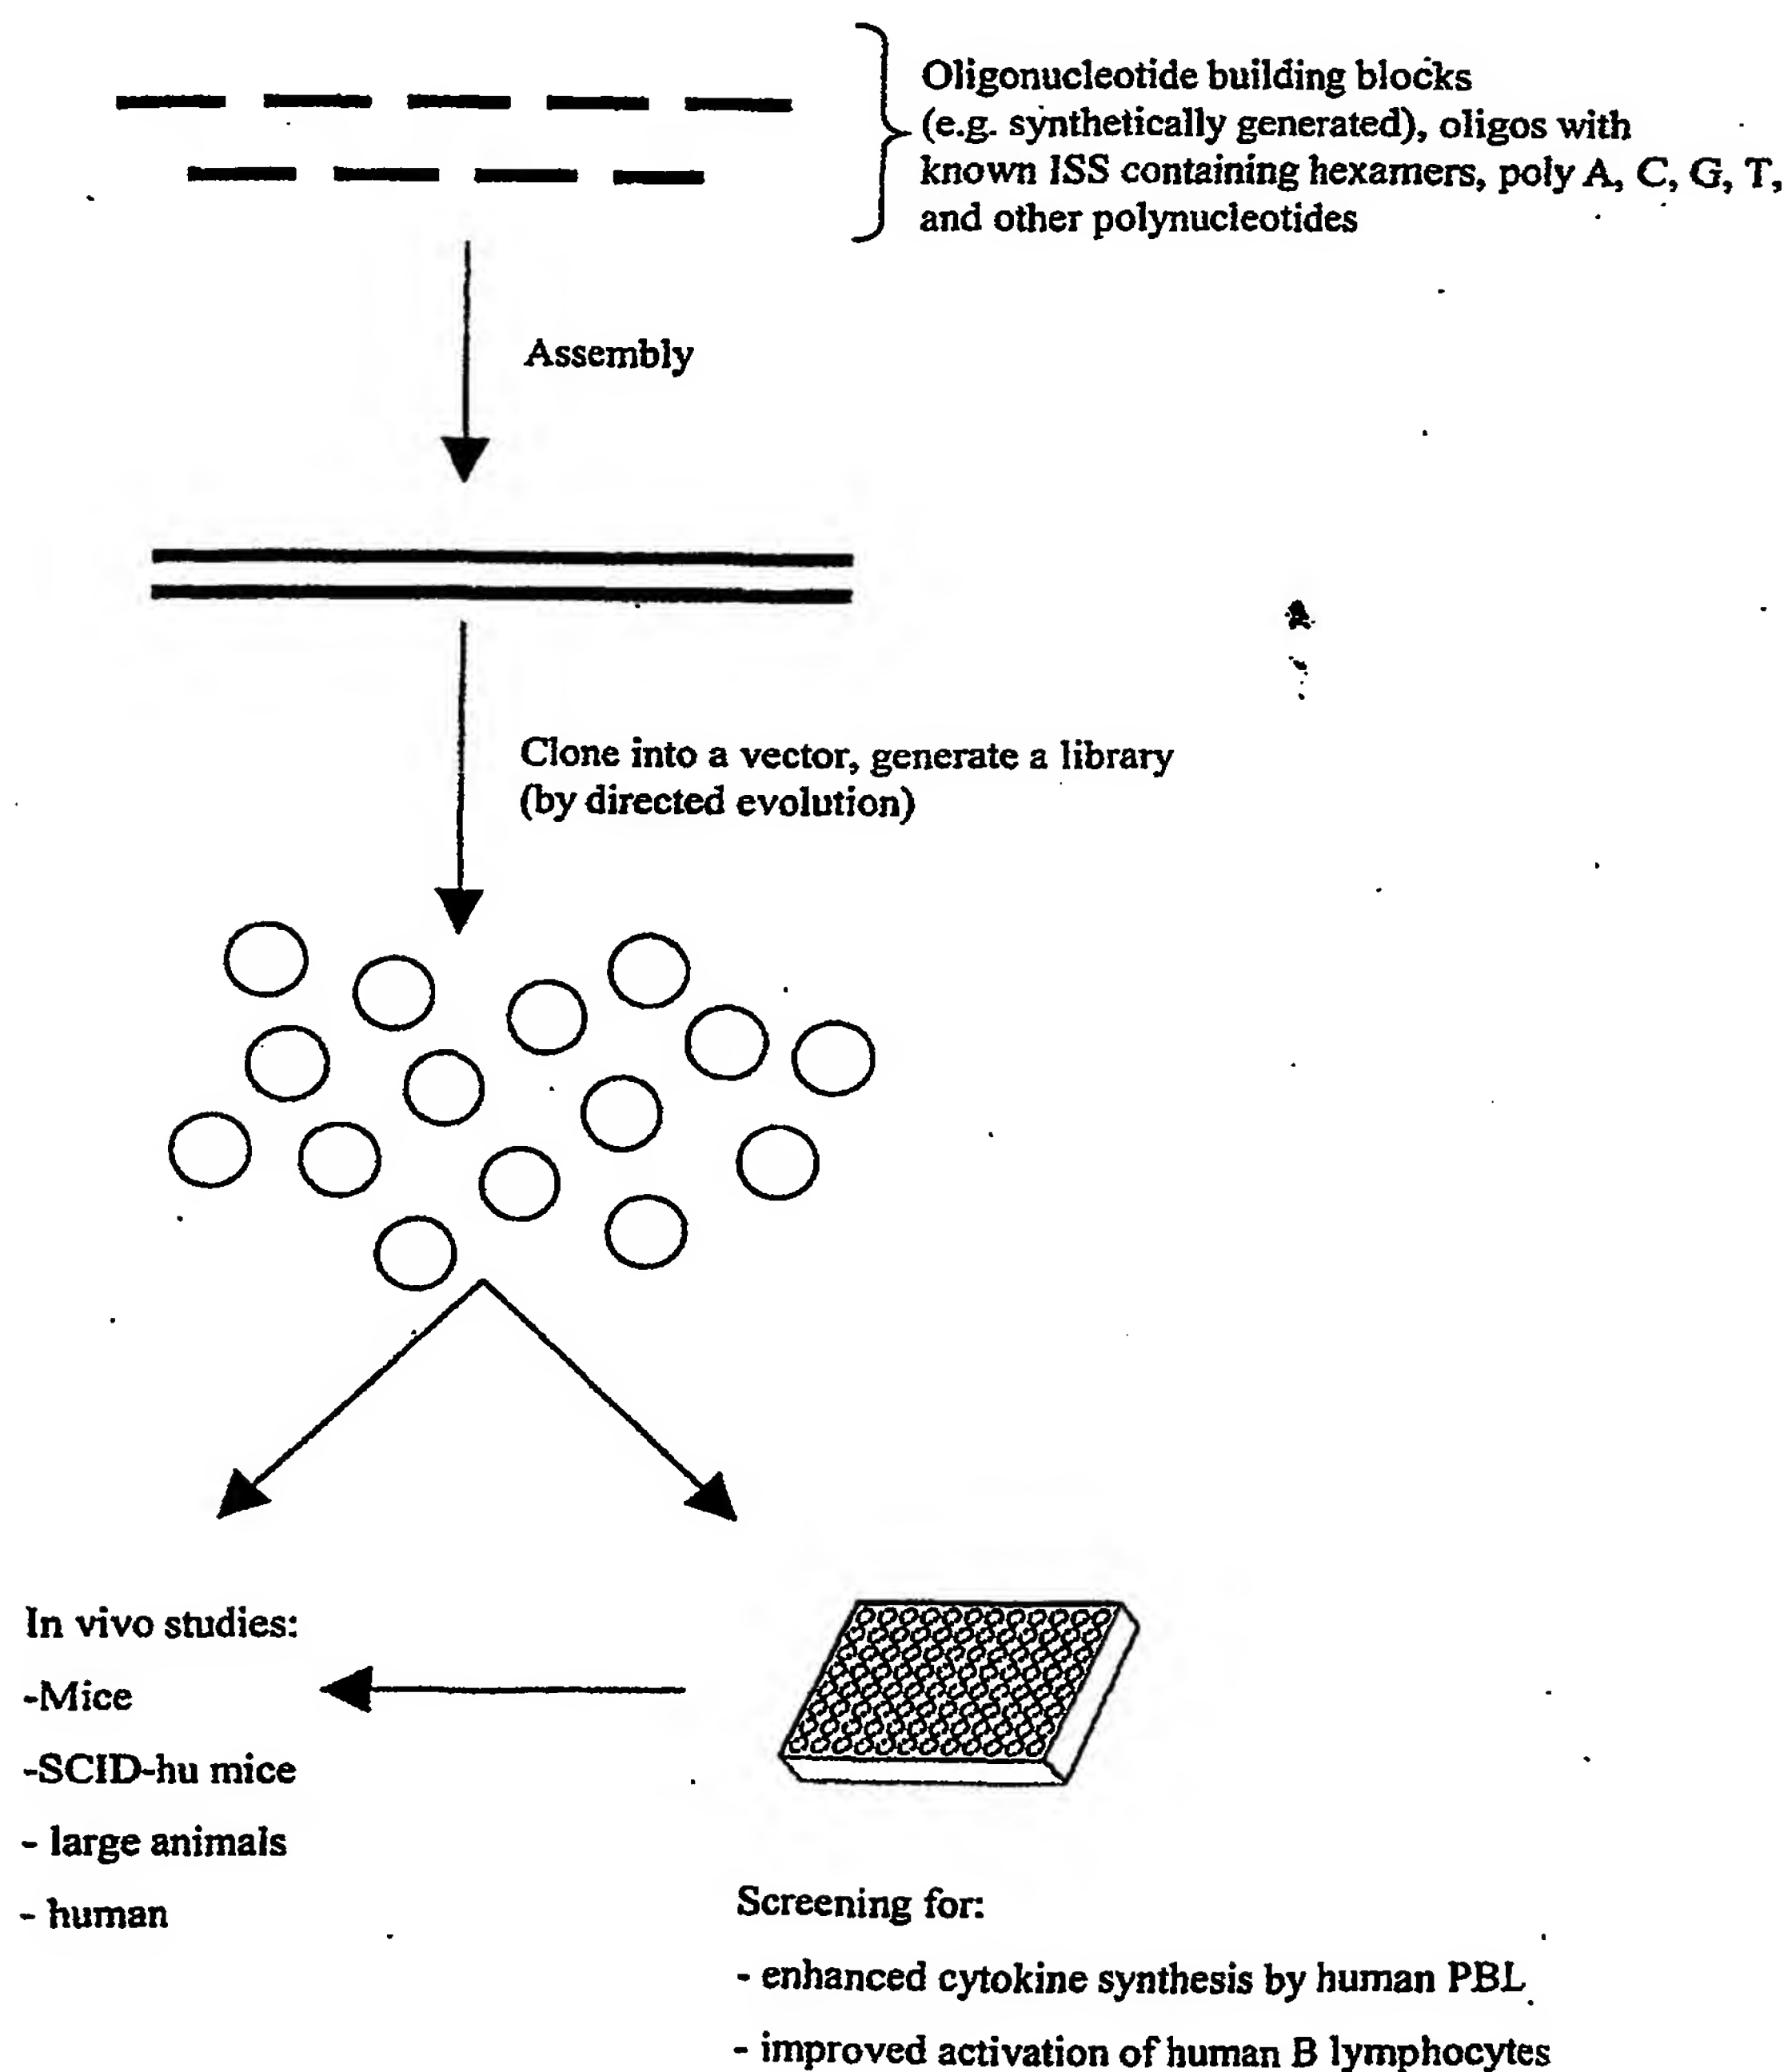 Oligonucleotide building blocks
(e.g. synthetically generated), oligos with
known ISS containing hexamers, poly A, C, G, T,
and other polynucleotides
Assembly
Clone into a vector, generate a library
(by directed evolution)
In vivo studies:
-Mice
-SCID-hu mice
- large animals
- human
Screening for:
- enhanced cytokine synthesis by human PBL
- improved activation of human B lymphocytes